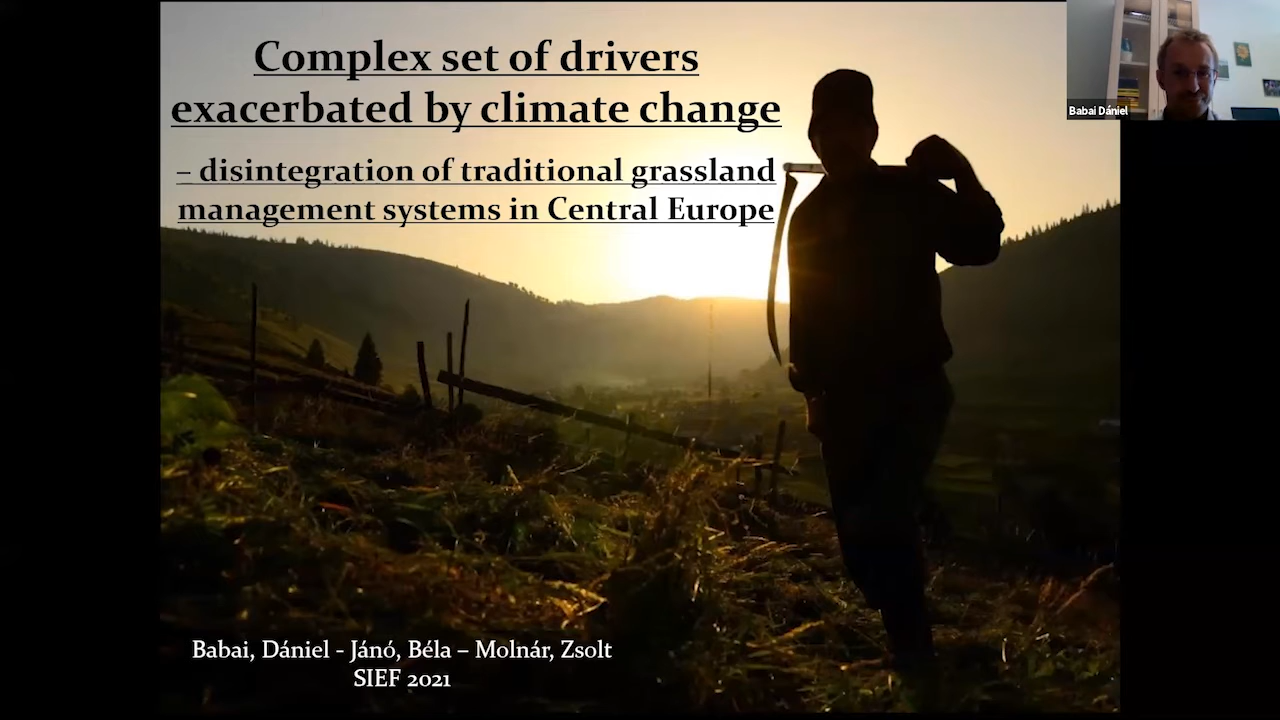 Complex set of drivers
exacerbated by climate change
– disintegration of traditional grassland
management systems in Central Europe
Babai Dániel
Babai, Dániel - Jánó, Béla – Molnár, Zsolt
SIEF 2021